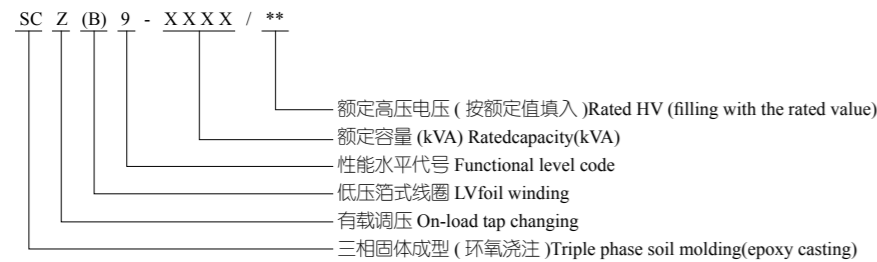 SC Z (B) 9 - X X X X / **
额定高压电压 ( 按额定值填入 )Rated HV (filling with the rated value)
额定容量 (kVA) Ratedcapacity(kVA)
性能水平代号 Functional level code
低压箔式线圈 LVfoil winding
有载调压 On-load tap changing
三相固体成型 ( 环氧浇注 )Triple phase soil molding(epoxy casting)